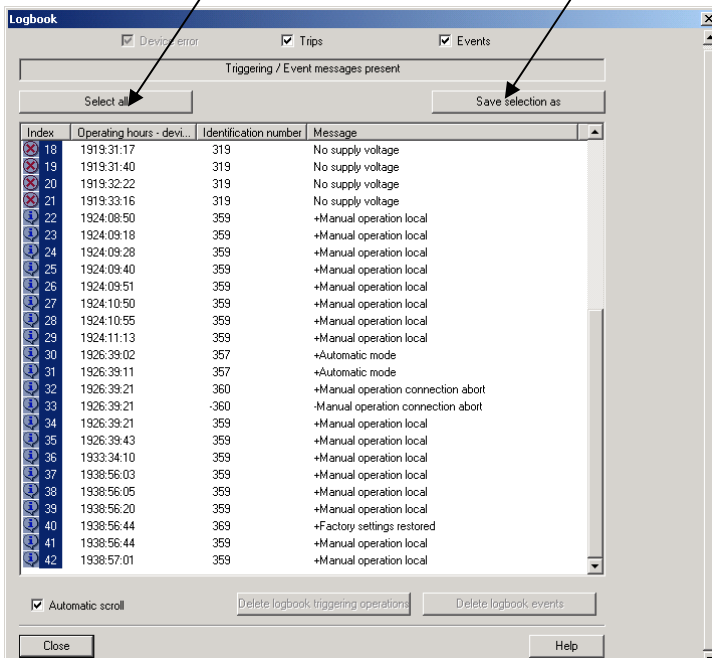 Logbook
Device error Trips Events
Triggering / Event messages present
Select all Save selection as
Index Operating hours - devi... Identification number Message
18 1919:31:17 319 No supply voltage
19 1919:31:40 319 No supply voltage
20 1919:32:22 319 No supply voltage
21 1919:33:16 319 No supply voltage
22 1924:08:50 359 +Manual operation local
23 1924:09:18 359 +Manual operation local
24 1924:09:28 359 +Manual operation local
25 1924:09:40 359 +Manual operation local
26 1924:09:51 359 +Manual operation local
27 1924:10:50 359 +Manual operation local
28 1924:10:55 359 +Manual operation local
29 1924:11:13 359 +Manual operation local
30 1926:39:02 357 +Automatic mode
31 1926:39:11 357 +Automatic mode
32 1926:39:21 360 +Manual operation connection abort
33 1926:39:21 -360 -Manual operation connection abort
34 1926:39:21 359 +Manual operation local
35 1926:39:43 359 +Manual operation local
36 1933:34:10 359 +Manual operation local
37 1938:56:03 359 +Manual operation local
38 1938:56:05 359 +Manual operation local
39 1938:56:20 359 +Manual operation local
40 1938:56:44 369 +Factory settings restored
41 1938:56:44 359 +Manual operation local
42 1938:57:01 359 +Manual operation local
Automatic scroll Delete logbook triggering operations Delete logbook events
Close Help